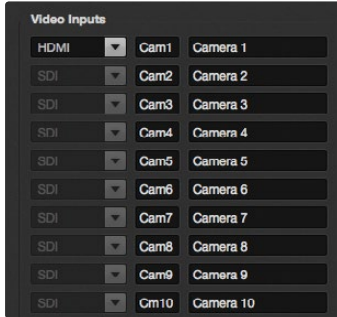 Video Inputs
HDMI Cam1 Camera 1
SDI Cam2 Camera 2
SDI Cam3 Camera 3
SDI Cam4 Camera 4
SDI Cam5 Camera 5
SDI Cam6 Camera 6
SDI Cam7 Camera 7
SDI Cam8 Camera 8
SDI Cam9 Camera 9
SDI Cm10 Camera 10